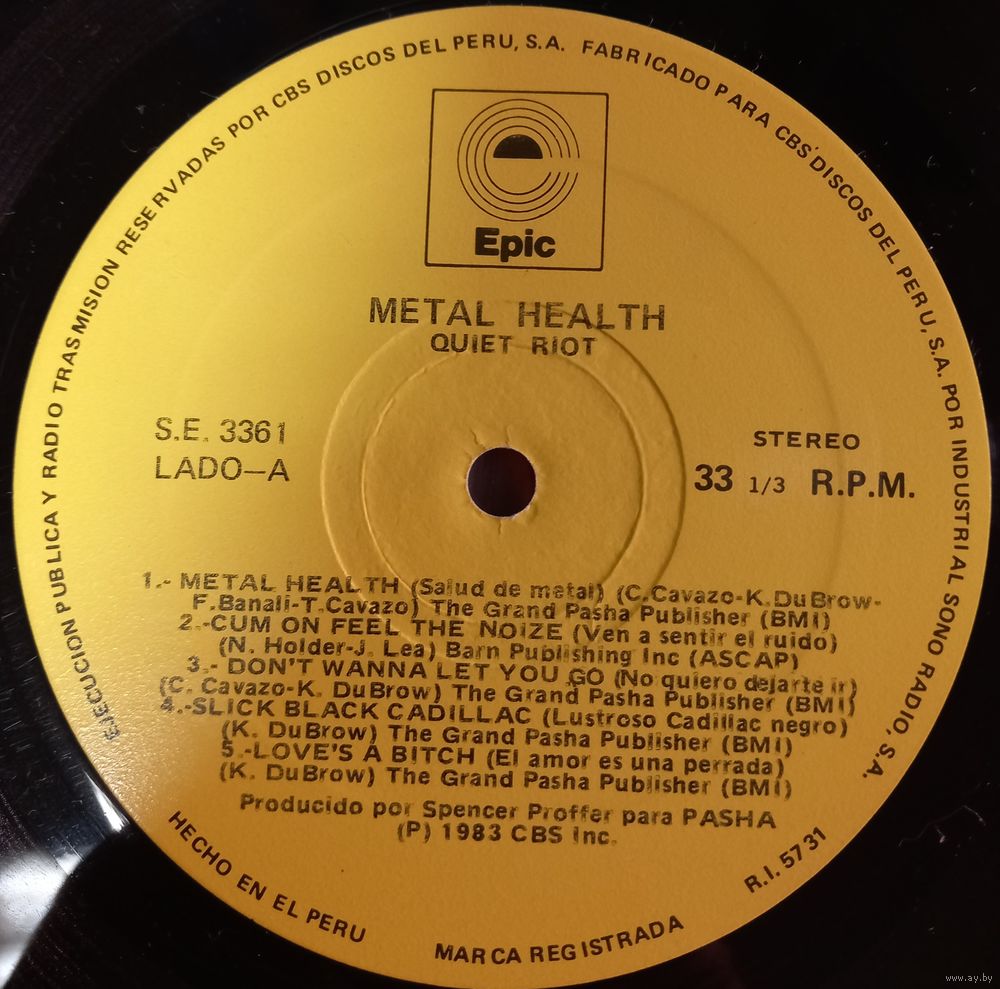 EJECUCION PUBLICA Y RADIO TRASMISION RESERVADAS POR CBS DISCOS DEL PERU, S.A. FABRICADO PARA CBS DISCOS DEL PERU, S.A. POR INDUSTRIAL SONO RADIO, S.A.
Epic
METAL HEALTH
QUIET RIOT
S.E. 3361
LADO-A
STEREO
33 1/3 R.P.M.
1.- METAL HEALTH (Salud de metal) (C.Cavazo-K.DuBrow-
F.Banali-T.Cavazo) The Grand Pasha Publisher (BMI)
2.-CUM ON FEEL THE NOIZE (Ven a sentir el ruido)
(N. Holder-J. Lea) Barn Publishing Inc (ASCAP)
3.- DON'T WANNA LET YOU GO (No quiero dejarte ir)
(C. Cavazo-K. DuBrow) The Grand Pasha Publisher (BMI)
4.-SLICK BLACK CADILLAC (Lustroso Cadillac negro)
(K. DuBrow) The Grand Pasha Publisher (BMI)
5.-LOVE'S A BITCH (El amor es una perrada)
(K. DuBrow) The Grand Pasha Publisher (BMI)
Producido por Spencer Proffer para PASHA
(P) 1983 CBS Inc.
HECHO EN EL PERU
MARCA REGISTRADA
R.I. 5731
www.ay.by